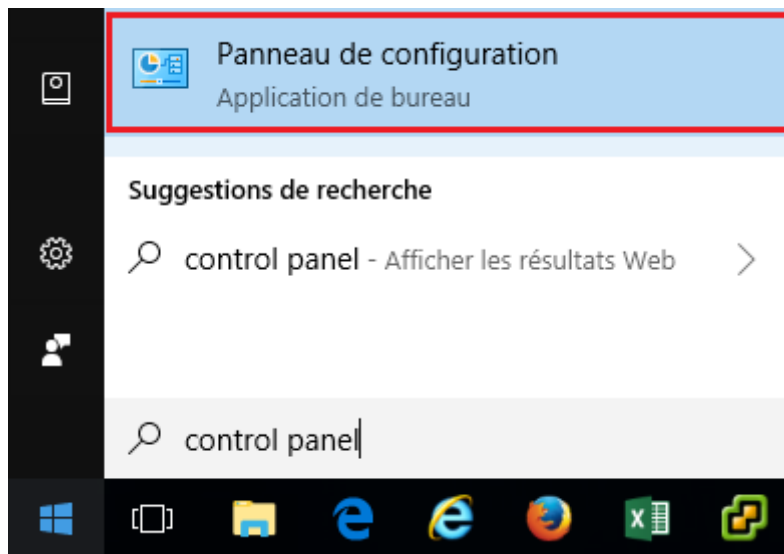 Panneau de configuration
Application de bureau
Suggestions de recherche
control panel - Afficher les résultats Web
control panel